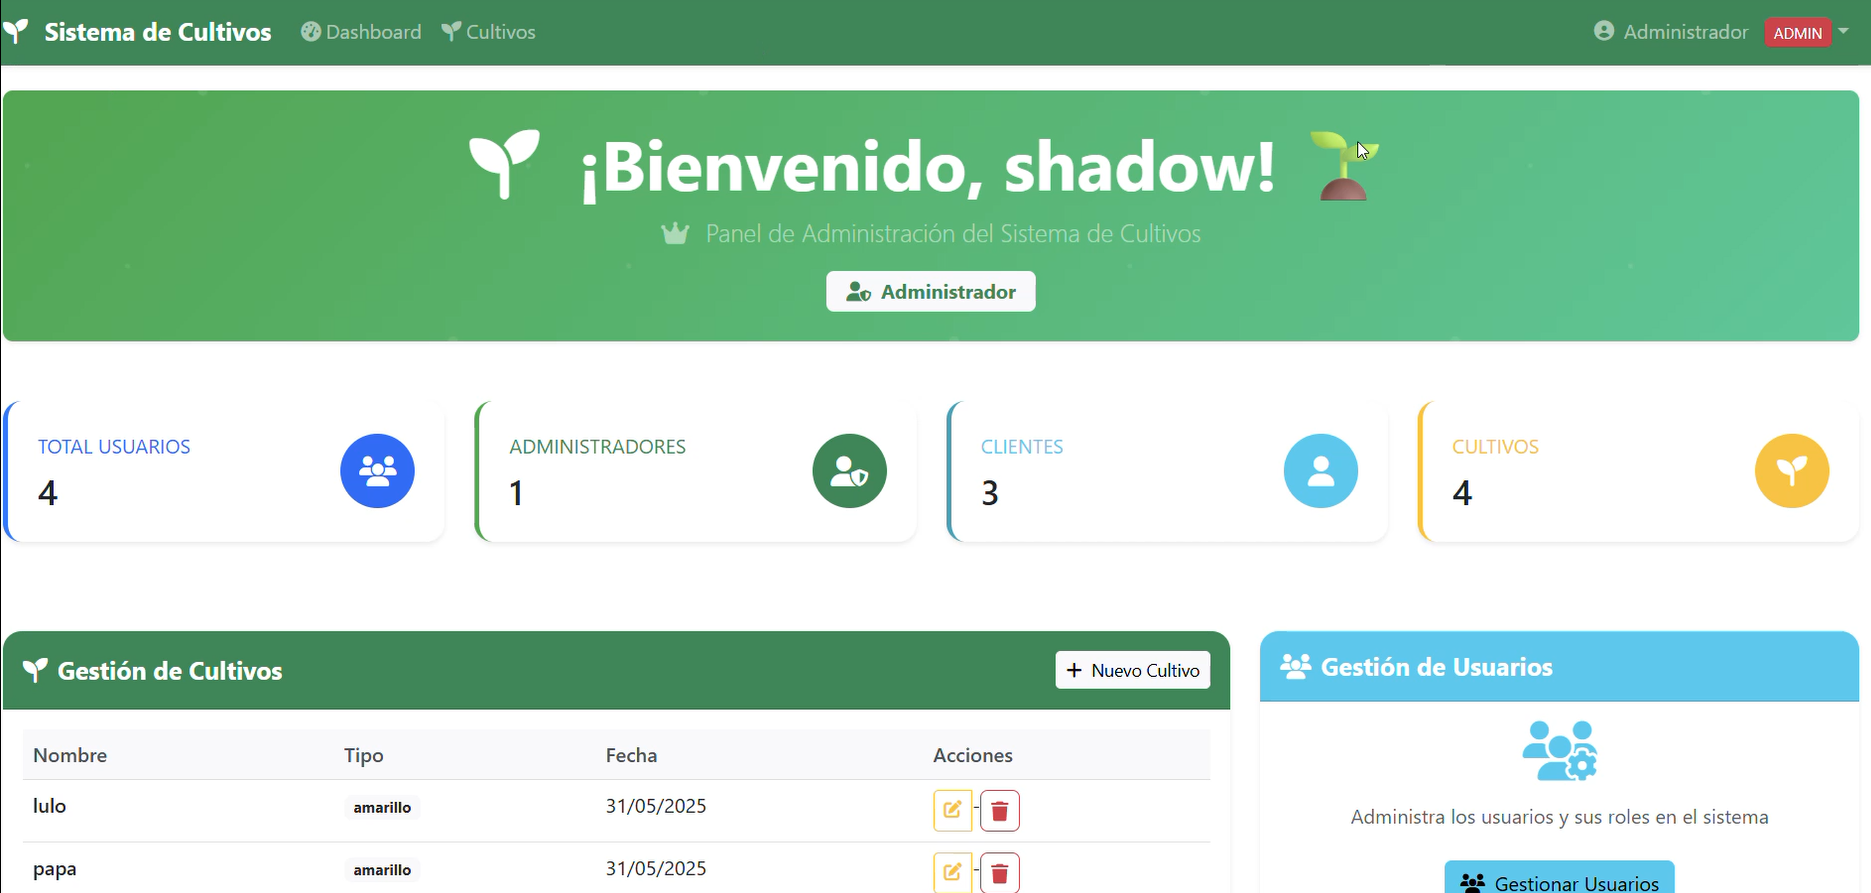 Sistema de Cultivos Dashboard Cultivos Administrador ADMIN
¡Bienvenido, shadow!
Panel de Administración del Sistema de Cultivos
Administrador
TOTAL USUARIOS
4
ADMINISTRADORES
1
CLIENTES
3
CULTIVOS
4
Gestión de Cultivos
+ Nuevo Cultivo
Nombre Tipo Fecha Acciones
lulo amarillo 31/05/2025 -
papa amarillo 31/05/2025 -
Gestión de Usuarios
Administra los usuarios y sus roles en el sistema
Gestionar Usuarios